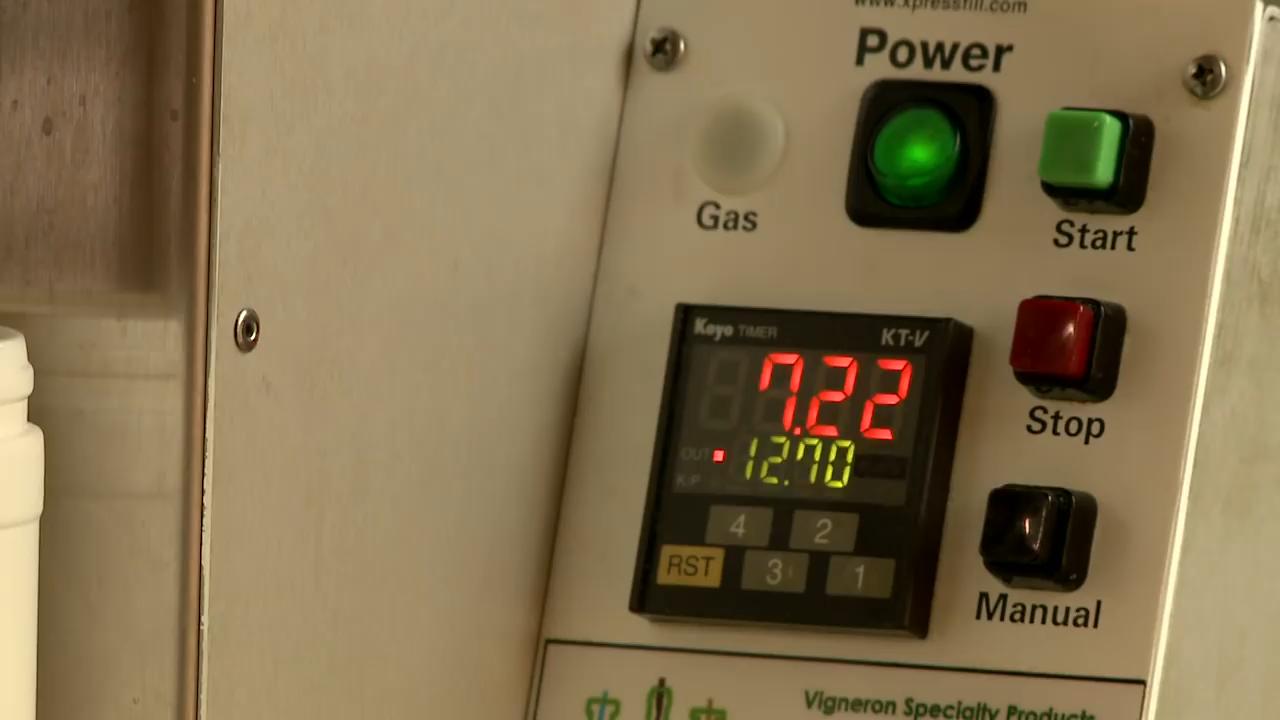 www.xpressfill.com
Power
Gas
Start
Koyo TIMER KT-V
7.22
OUT 12.70
K.P
4 2
RST 3 1
Stop
Manual
Vigneron Specialty Products